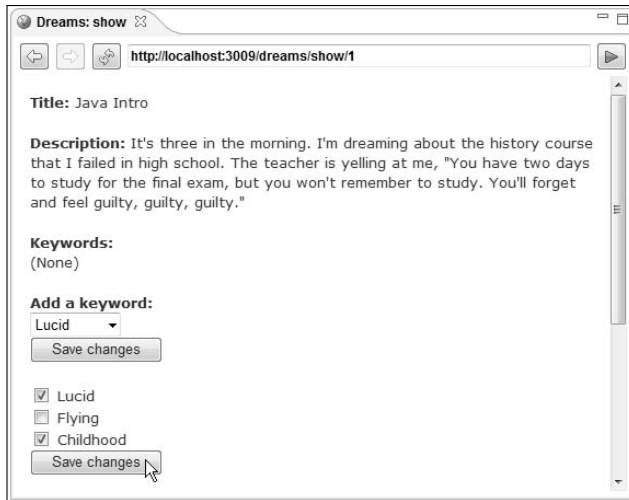 Dreams: show
http://localhost:3009/dreams/show/1
Title: Java Intro
Description: It's three in the morning. I'm dreaming about the history course
that I failed in high school. The teacher is yelling at me, "You have two days
to study for the final exam, but you won't remember to study. You'll forget
and feel guilty, guilty, guilty."
Keywords:
(None)
Add a keyword:
Lucid
Save changes
Lucid
Flying
Childhood
Save changes